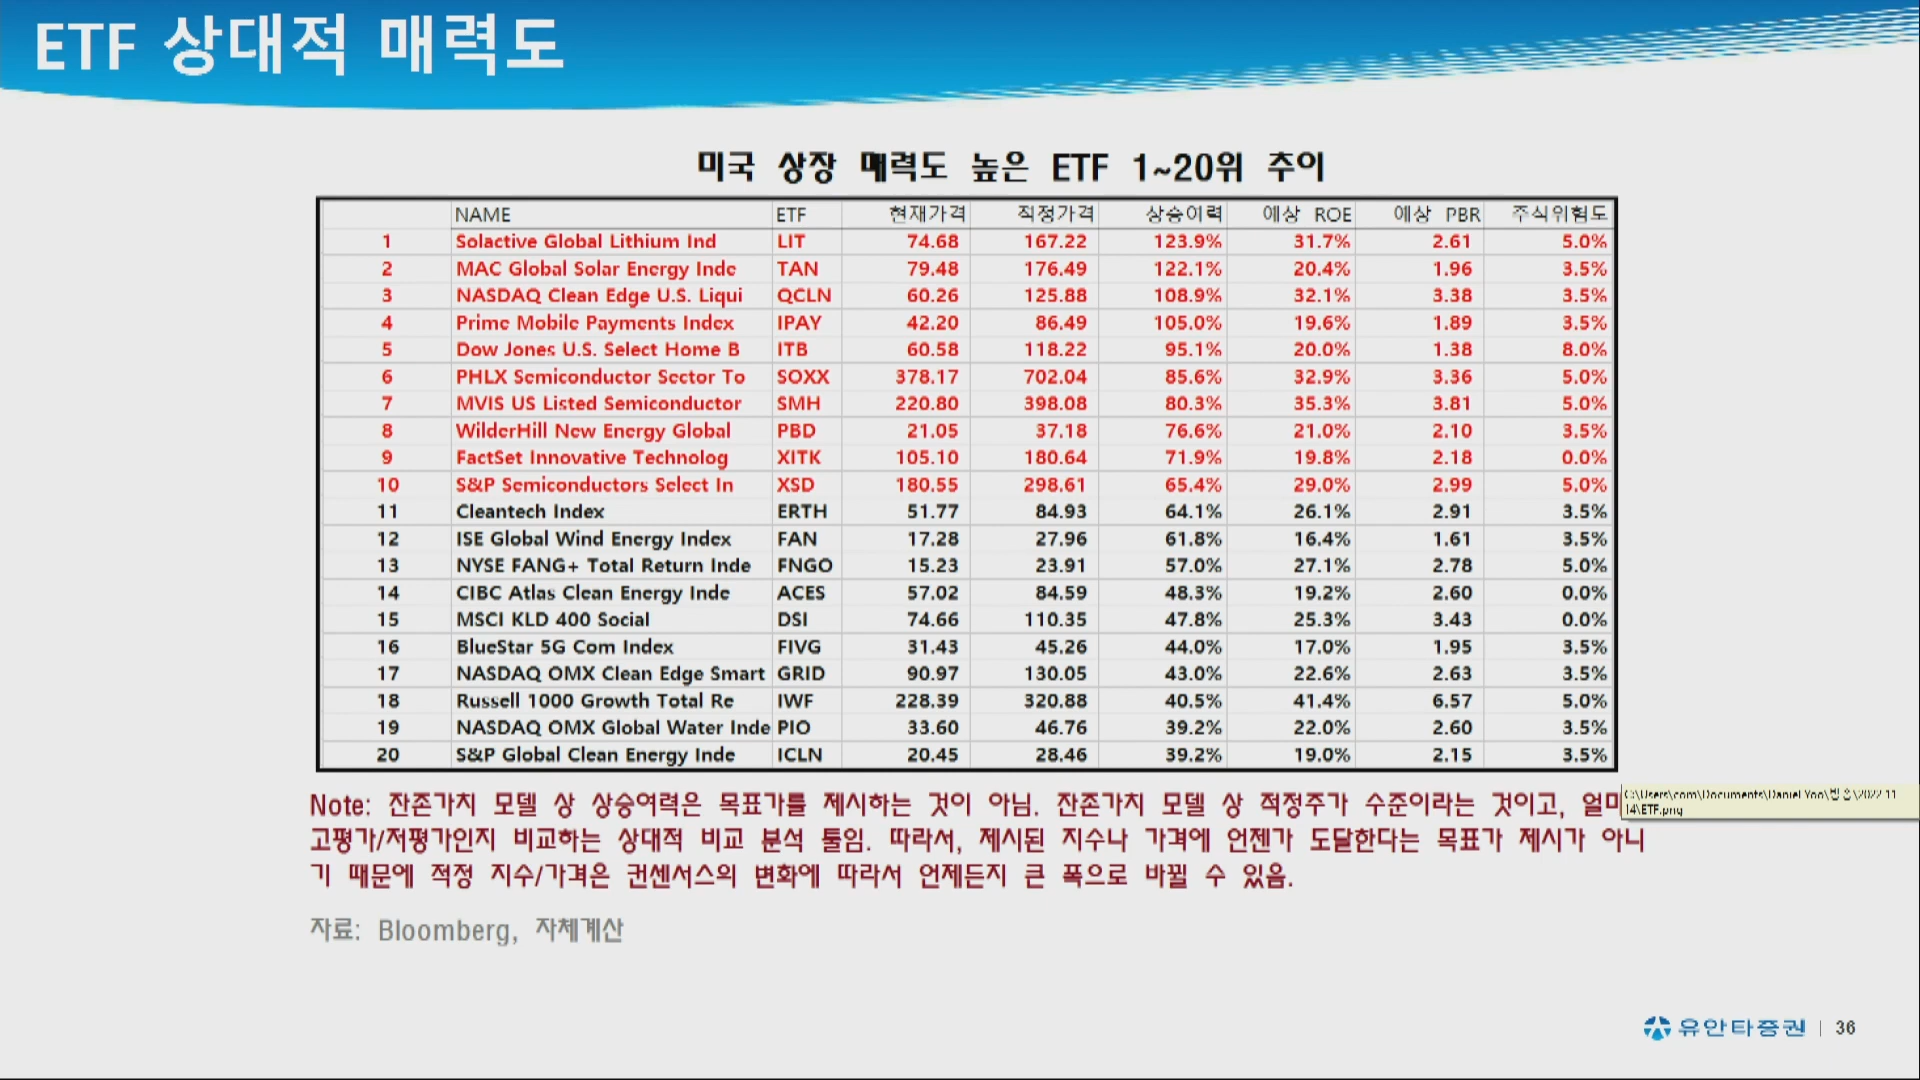 ETF 상대적 매력도
미국 상장 매력도 높은 ETF 1~20위 추이
NAME ETF 현재가격 적정가격 상승여력 예상 ROE 예상 PBR 주식위험도
1 Solactive Global Lithium Ind LIT 74.68 167.22 123.9% 31.7% 2.61 5.0%
2 MAC Global Solar Energy Inde TAN 79.48 176.49 122.1% 20.4% 1.96 3.5%
3 NASDAQ Clean Edge U.S. Liqui QCLN 60.26 125.88 108.9% 32.1% 3.38 3.5%
4 Prime Mobile Payments Index IPAY 42.20 86.49 105.0% 19.6% 1.89 3.5%
5 Dow Jones U.S. Select Home B ITB 60.58 118.22 95.1% 20.0% 1.38 8.0%
6 PHLX Semiconductor Sector To SOXX 378.17 702.04 85.6% 32.9% 3.36 5.0%
7 MVIS US Listed Semiconductor SMH 220.80 398.08 80.3% 35.3% 3.81 5.0%
8 WilderHill New Energy Global PBD 21.05 37.18 76.6% 21.0% 2.10 3.5%
9 FactSet Innovative Technolog XITK 105.10 180.64 71.9% 19.8% 2.18 0.0%
10 S&P Semiconductors Select In XSD 180.55 298.61 65.4% 29.0% 2.99 5.0%
11 Cleantech Index ERTH 51.77 84.93 64.1% 26.1% 2.91 3.5%
12 ISE Global Wind Energy Index FAN 17.28 27.96 61.8% 16.4% 1.61 3.5%
13 NYSE FANG+ Total Return Inde FNGO 15.23 23.91 57.0% 27.1% 2.78 5.0%
14 CIBC Atlas Clean Energy Inde ACES 57.02 84.59 48.3% 19.2% 2.60 0.0%
15 MSCI KLD 400 Social DSI 74.66 110.35 47.8% 25.3% 3.43 0.0%
16 BlueStar 5G Com Index FIVG 31.43 45.26 44.0% 17.0% 1.95 3.5%
17 NASDAQ OMX Clean Edge Smart GRID 90.97 130.05 43.0% 22.6% 2.63 3.5%
18 Russell 1000 Growth Total Re IWF 228.39 320.88 40.5% 41.4% 6.57 5.0%
19 NASDAQ OMX Global Water Inde PIO 33.60 46.76 39.2% 22.0% 2.60 3.5%
20 S&P Global Clean Energy Inde ICLN 20.45 28.46 39.2% 19.0% 2.15 3.5%
Note: 잔존가치 모델 상 상승여력은 목표가를 제시하는 것이 아님. 잔존가치 모델 상 적정주가 수준이라는 것이고, 얼마
고평가/저평가인지 비교하는 상대적 비교 분석 툴임. 따라서, 제시된 지수나 가격에 언젠가 도달한다는 목표가 제시가 아니
기 때문에 적정 지수/가격은 컨센서스의 변화에 따라서 언제든지 큰 폭으로 바뀔 수 있음.
C:\Users\com\Documents\Daniel Yoo\방송\2022 11
14\ETF.png
자료: Bloomberg, 자체계산
유안타증권 | 36